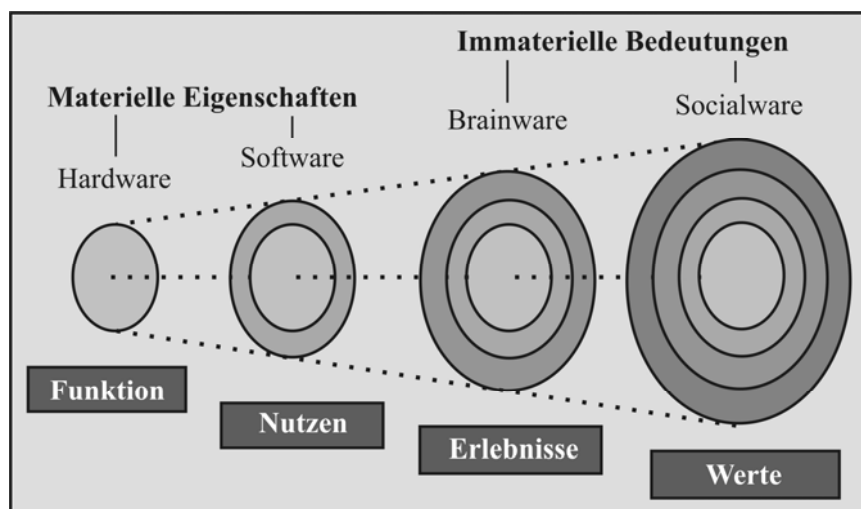 Immaterielle Bedeutungen
Materielle Eigenschaften
Socialware
Brainware
Software
Hardware
Funktion
Nutzen
Erlebnisse
Werte